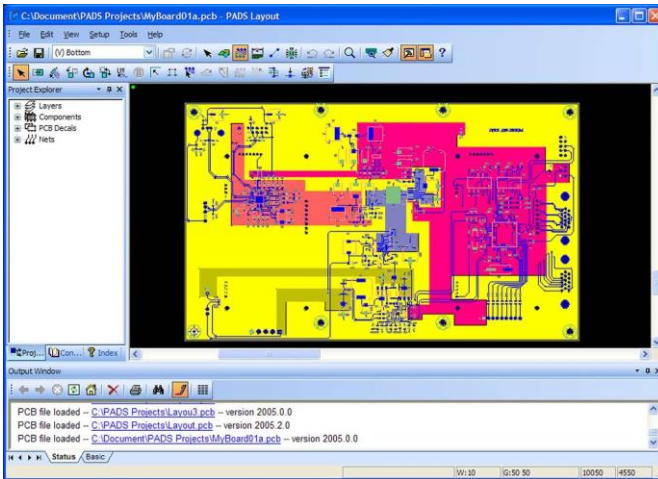 C:\Document\PADS Projects\MyBoard01a.pcb - PADS Layout
File Edit View Setup Tools Help
(V) Bottom
Project Explorer
Layers
Components
PCB Decals
Nets
Proj... Con... Index
Output Window
PCB file loaded -- C:\PADS Projects\Layou3.pcb -- version 2005.0.0
PCB file loaded -- C:\PADS Projects\Layout.pcb -- version 2005.2.0
PCB file loaded -- C:\Document\PADS Projects\MyBoard01a.pcb -- version 2005.0.0
Status Basic
W:10 G:50 50 10050 4550